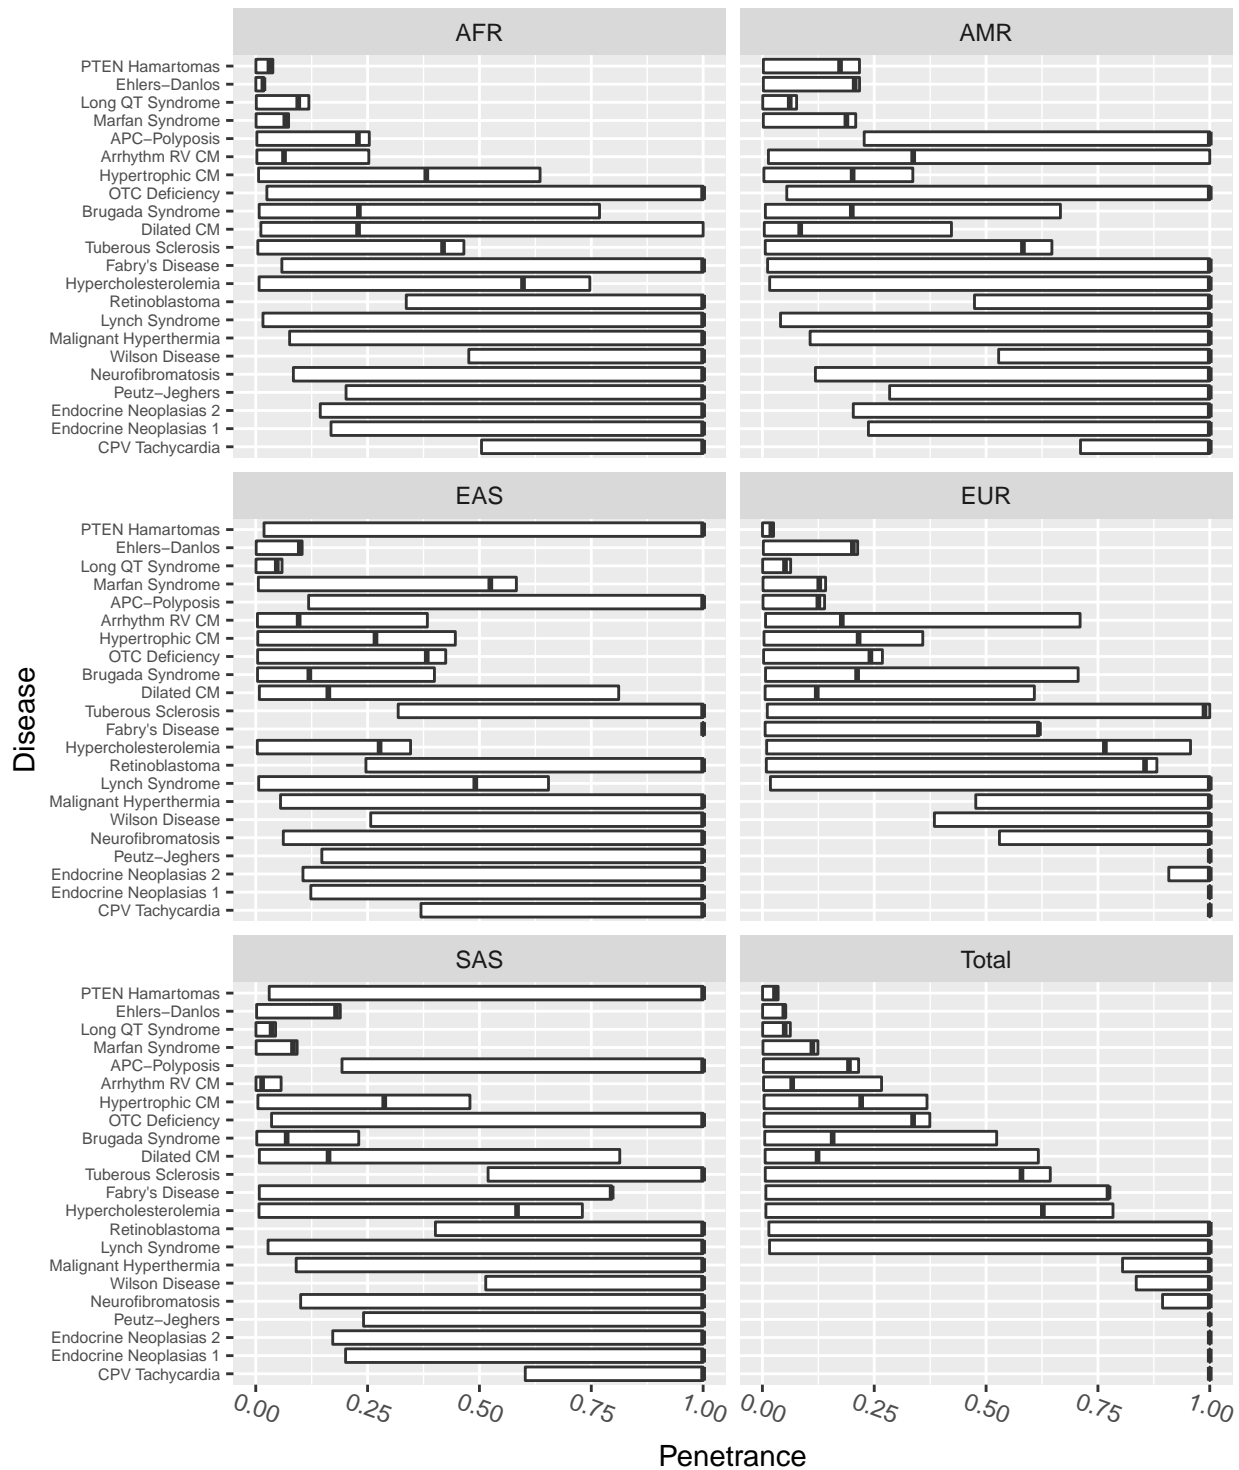 AFR
AMR
PTEN Hamartomas
Ehlers−Danlos
Long QT Syndrome
Marfan Syndrome
APC−Polyposis
Arrhythm RV CM
Hypertrophic CM
OTC Deficiency
Brugada Syndrome
Dilated CM
Tuberous Sclerosis
Fabry's Disease
Hypercholesterolemia
Retinoblastoma
Lynch Syndrome
Malignant Hyperthermia
Wilson Disease
Neurofibromatosis
Peutz−Jeghers
Endocrine Neoplasias 2
Endocrine Neoplasias 1
CPV Tachycardia
EAS
EUR
PTEN Hamartomas
Ehlers−Danlos
Long QT Syndrome
Marfan Syndrome
APC−Polyposis
Arrhythm RV CM
Hypertrophic CM
OTC Deficiency
Brugada Syndrome
Dilated CM
Tuberous Sclerosis
Fabry's Disease
Hypercholesterolemia
Retinoblastoma
Lynch Syndrome
Malignant Hyperthermia
Wilson Disease
Neurofibromatosis
Peutz−Jeghers
Endocrine Neoplasias 2
Endocrine Neoplasias 1
CPV Tachycardia
Disease
SAS
Total
PTEN Hamartomas
Ehlers−Danlos
Long QT Syndrome
Marfan Syndrome
APC−Polyposis
Arrhythm RV CM
Hypertrophic CM
OTC Deficiency
Brugada Syndrome
Dilated CM
Tuberous Sclerosis
Fabry's Disease
Hypercholesterolemia
Retinoblastoma
Lynch Syndrome
Malignant Hyperthermia
Wilson Disease
Neurofibromatosis
Peutz−Jeghers
Endocrine Neoplasias 2
Endocrine Neoplasias 1
CPV Tachycardia
0.00 0.25 0.50 0.75 1.00
0.00 0.25 0.50 0.75 1.00
Penetrance